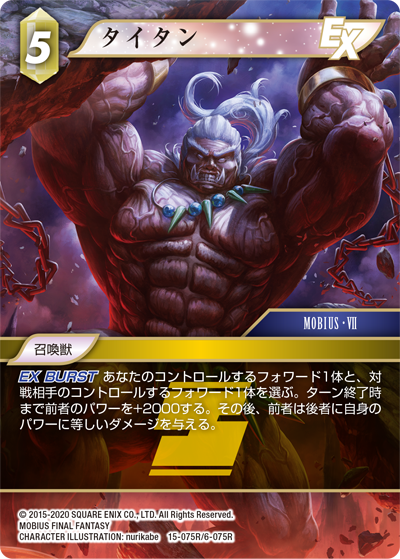 5
タイタン
EX
MOBIUS・VII
召喚獣
EX BURST あなたのコントロールするフォワード1体と、対
戦相手のコントロールするフォワード1体を選ぶ。ターン終了時
まで前者のパワーを+2000する。その後、前者は後者に自身の
パワーに等しいダメージを与える。
© 2015-2020 SQUARE ENIX CO., LTD. All Rights Reserved.
MOBIUS FINAL FANTASY
CHARACTER ILLUSTRATION: nurikabe 15-075R/6-075R